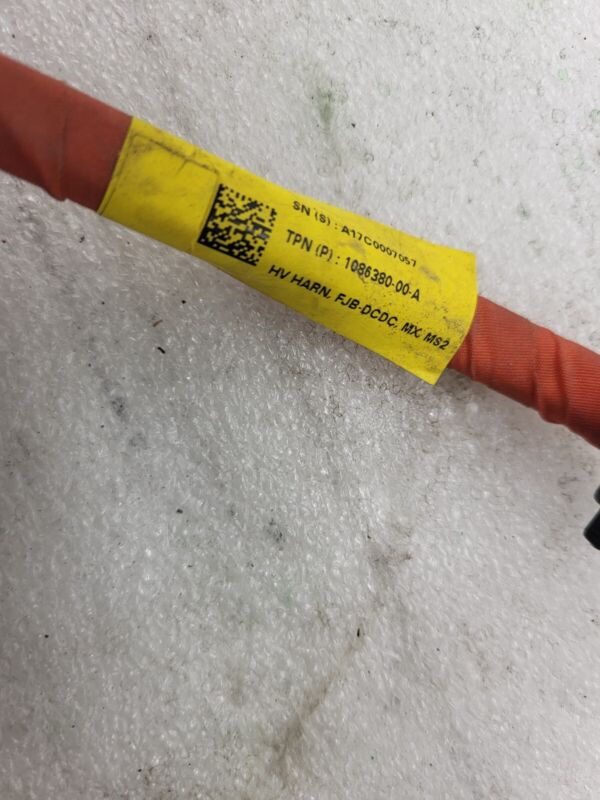 SN (S) : A17C0007057
TPN (P) : 1086380-00-A
HV HARN, FJB-DCDC, MX, MS2